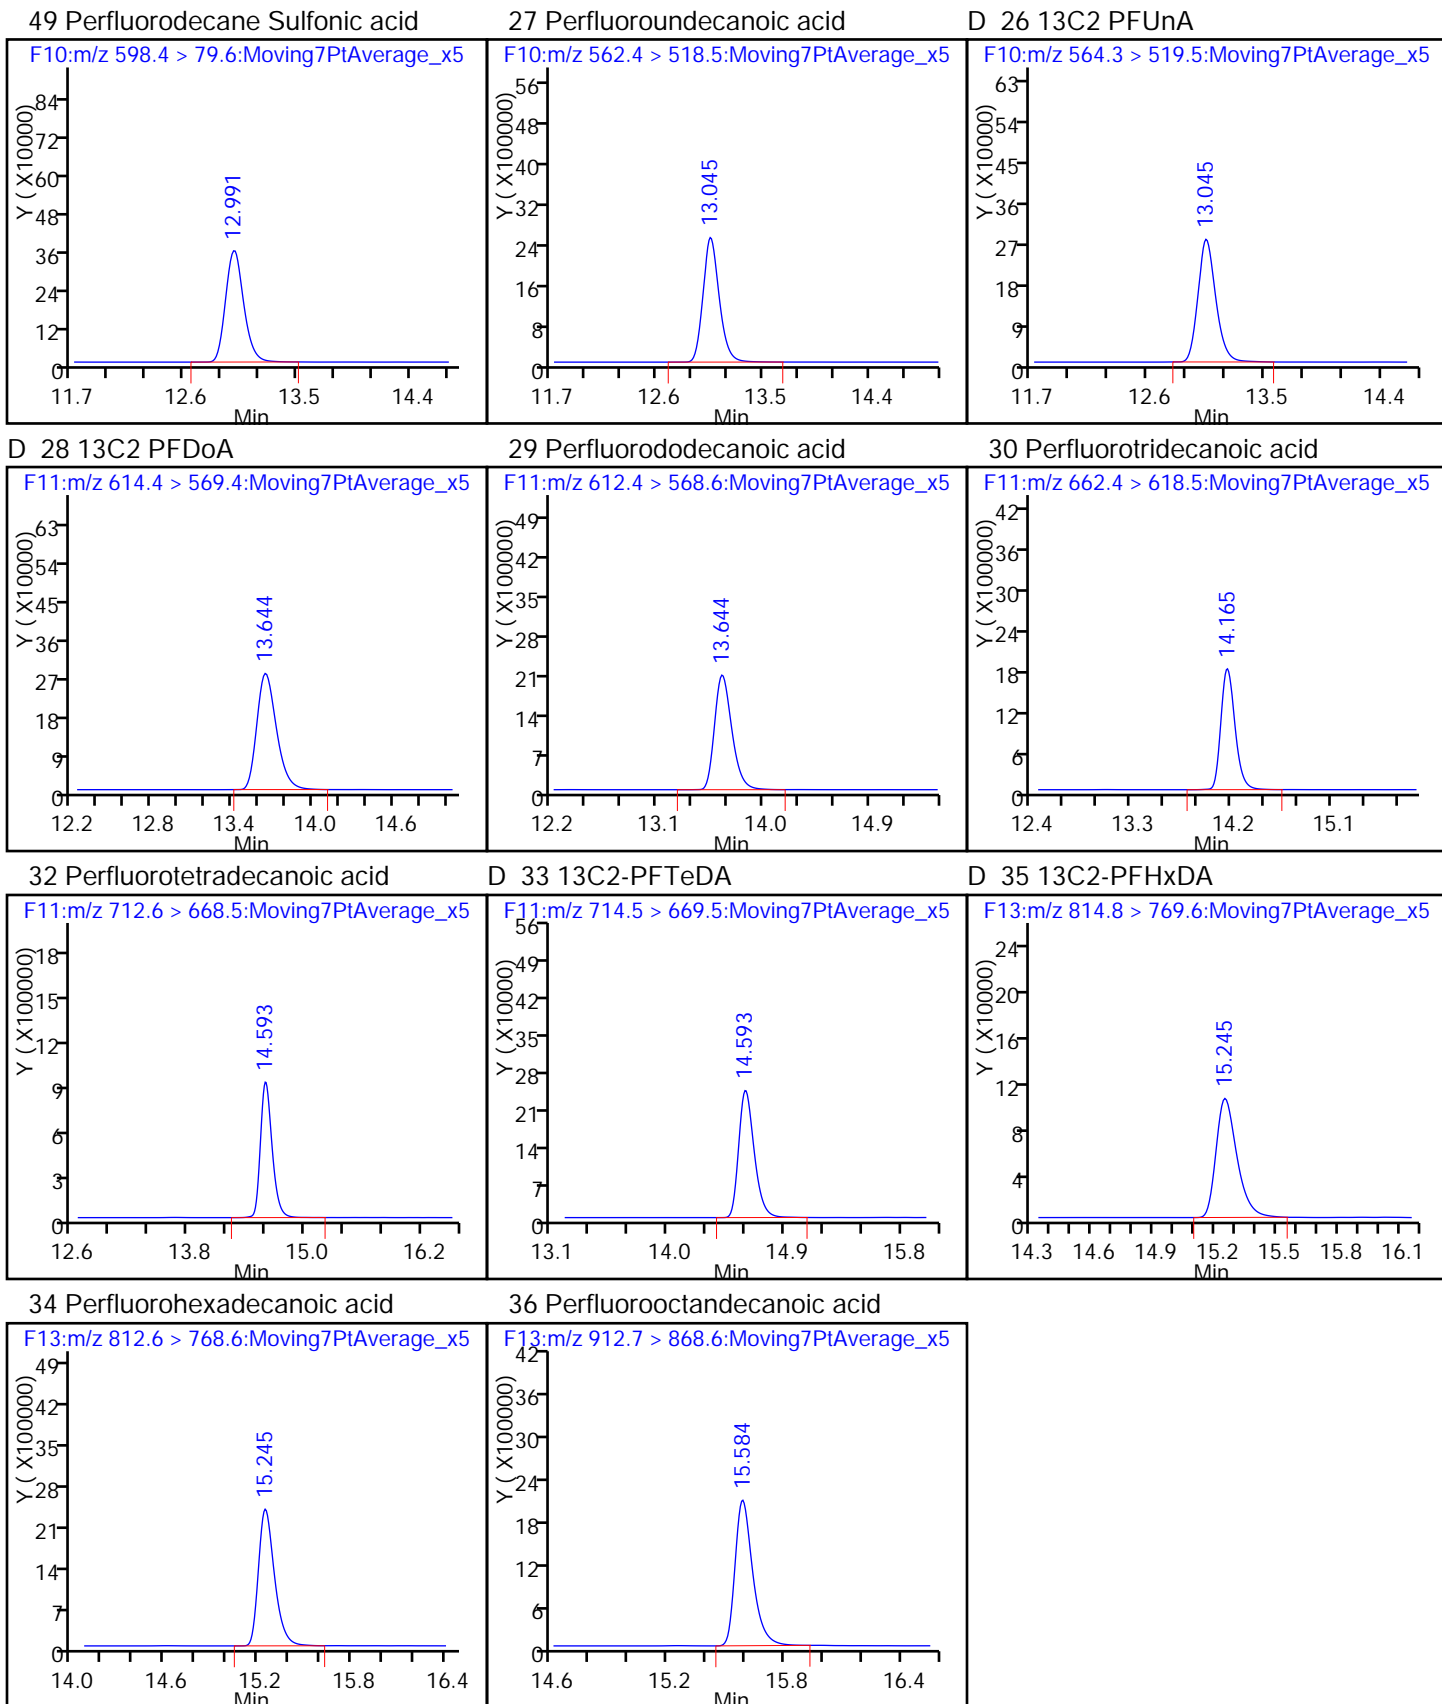 49 Perfluorodecane Sulfonic acid
F10:m/z 598.4 > 79.6:Moving7PtAverage_x5
Y ( X10000)
84
72
60
48
36
24
12
0
12.991
11.7 12.6 13.5 14.4
Min
27 Perfluoroundecanoic acid
F10:m/z 562.4 > 518.5:Moving7PtAverage_x5
Y ( X100000)
56
48
40
32
24
16
8
0
13.045
11.7 12.6 13.5 14.4
Min
D 26 13C2 PFUnA
F10:m/z 564.3 > 519.5:Moving7PtAverage_x5
Y ( X100000)
63
54
45
36
27
18
9
0
13.045
11.7 12.6 13.5 14.4
Min
D 28 13C2 PFDoA
F11:m/z 614.4 > 569.4:Moving7PtAverage_x5
Y ( X100000)
63
54
45
36
27
18
9
0
13.644
12.2 12.8 13.4 14.0 14.6
Min
29 Perfluorododecanoic acid
F11:m/z 612.4 > 568.6:Moving7PtAverage_x5
Y ( X100000)
49
42
35
28
21
14
7
0
13.644
12.2 13.1 14.0 14.9
Min
30 Perfluorotridecanoic acid
F11:m/z 662.4 > 618.5:Moving7PtAverage_x5
Y ( X100000)
42
36
30
24
18
12
6
0
14.165
12.4 13.3 14.2 15.1
Min
32 Perfluorotetradecanoic acid
F11:m/z 712.6 > 668.5:Moving7PtAverage_x5
Y ( X100000)
18
15
12
9
6
3
0
14.593
12.6 13.8 15.0 16.2
Min
D 33 13C2-PFTeDA
F11:m/z 714.5 > 669.5:Moving7PtAverage_x5
Y ( X100000)
56
49
42
35
28
21
14
7
0
14.593
13.1 14.0 14.9 15.8
Min
D 35 13C2-PFHxDA
F13:m/z 814.8 > 769.6:Moving7PtAverage_x5
Y ( X100000)
24
20
16
12
8
4
0
15.245
14.3 14.6 14.9 15.2 15.5 15.8 16.1
Min
34 Perfluorohexadecanoic acid
F13:m/z 812.6 > 768.6:Moving7PtAverage_x5
Y ( X100000)
49
42
35
28
21
14
7
0
15.245
14.0 14.6 15.2 15.8 16.4
Min
36 Perfluorooctandecanoic acid
F13:m/z 912.7 > 868.6:Moving7PtAverage_x5
Y ( X100000)
42
36
30
24
18
12
6
0
15.584
14.6 15.2 15.8 16.4
Min